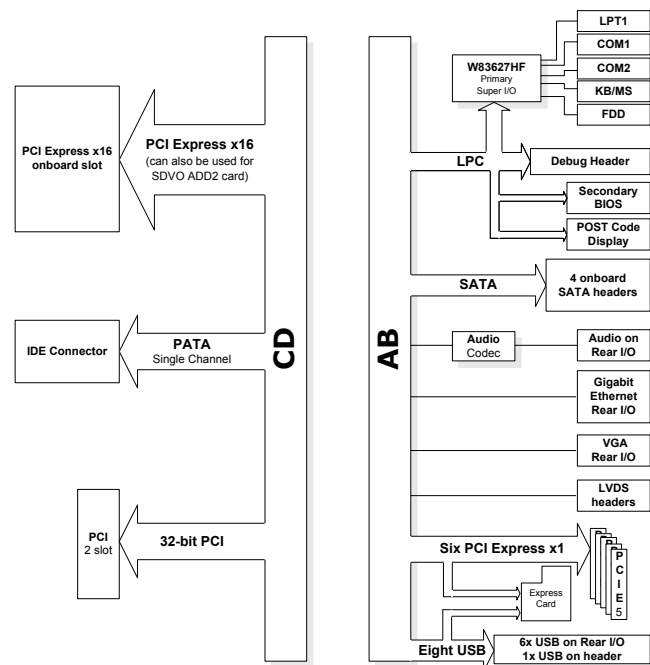 PCI Express x16
onboard slot
PCI Express x16
(can also be used for
SDVO ADD2 card)
IDE Connector
PATA
Single Channel
PCI
2 slot
32-bit PCI
CD
AB
W83627HF
Primary
Super I/O
LPT1
COM1
COM2
KB/MS
FDD
LPC
Debug Header
Secondary
BIOS
POST Code
Display
SATA
4 onboard
SATA headers
Audio
Codec
Audio on
Rear I/O
Gigabit
Ethernet
Rear I/O
VGA
Rear I/O
LVDS
headers
Six PCI Express x1
P
C
I
E
5
Express
Card
Eight USB
6x USB on Rear I/O
1x USB on header